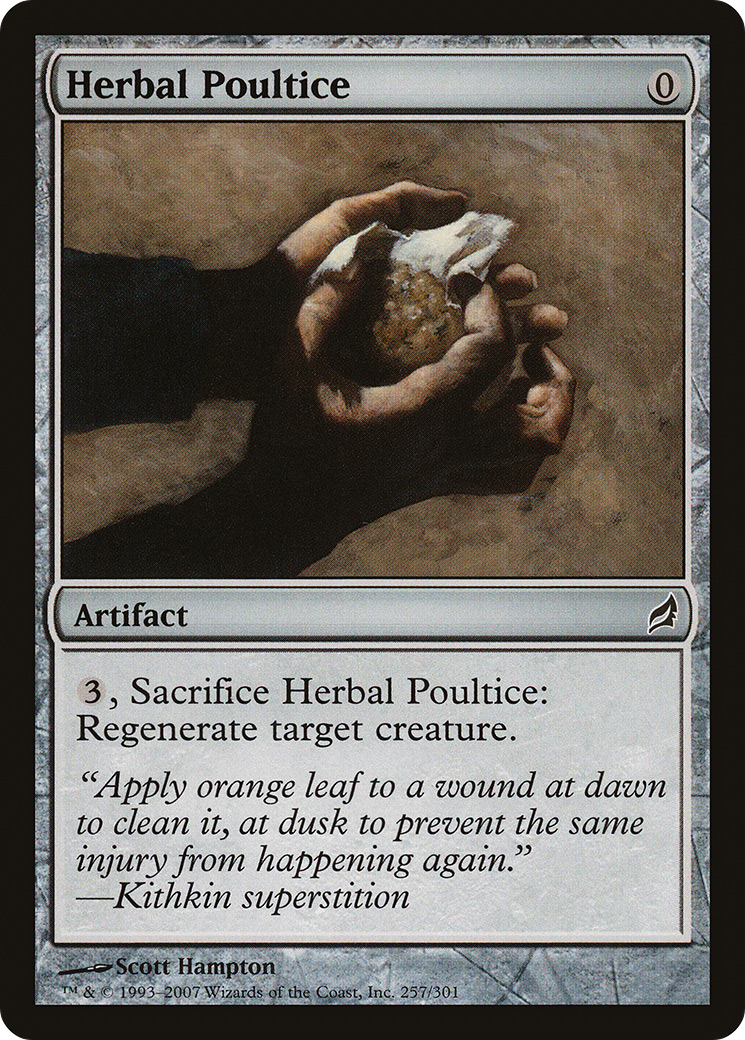 Herbal Poultice 0
Artifact
3, Sacrifice Herbal Poultice:
Regenerate target creature.
“Apply orange leaf to a wound at dawn
to clean it, at dusk to prevent the same
injury from happening again.”
—Kithkin superstition
Scott Hampton
™ & © 1993–2007 Wizards of the Coast, Inc. 257/301